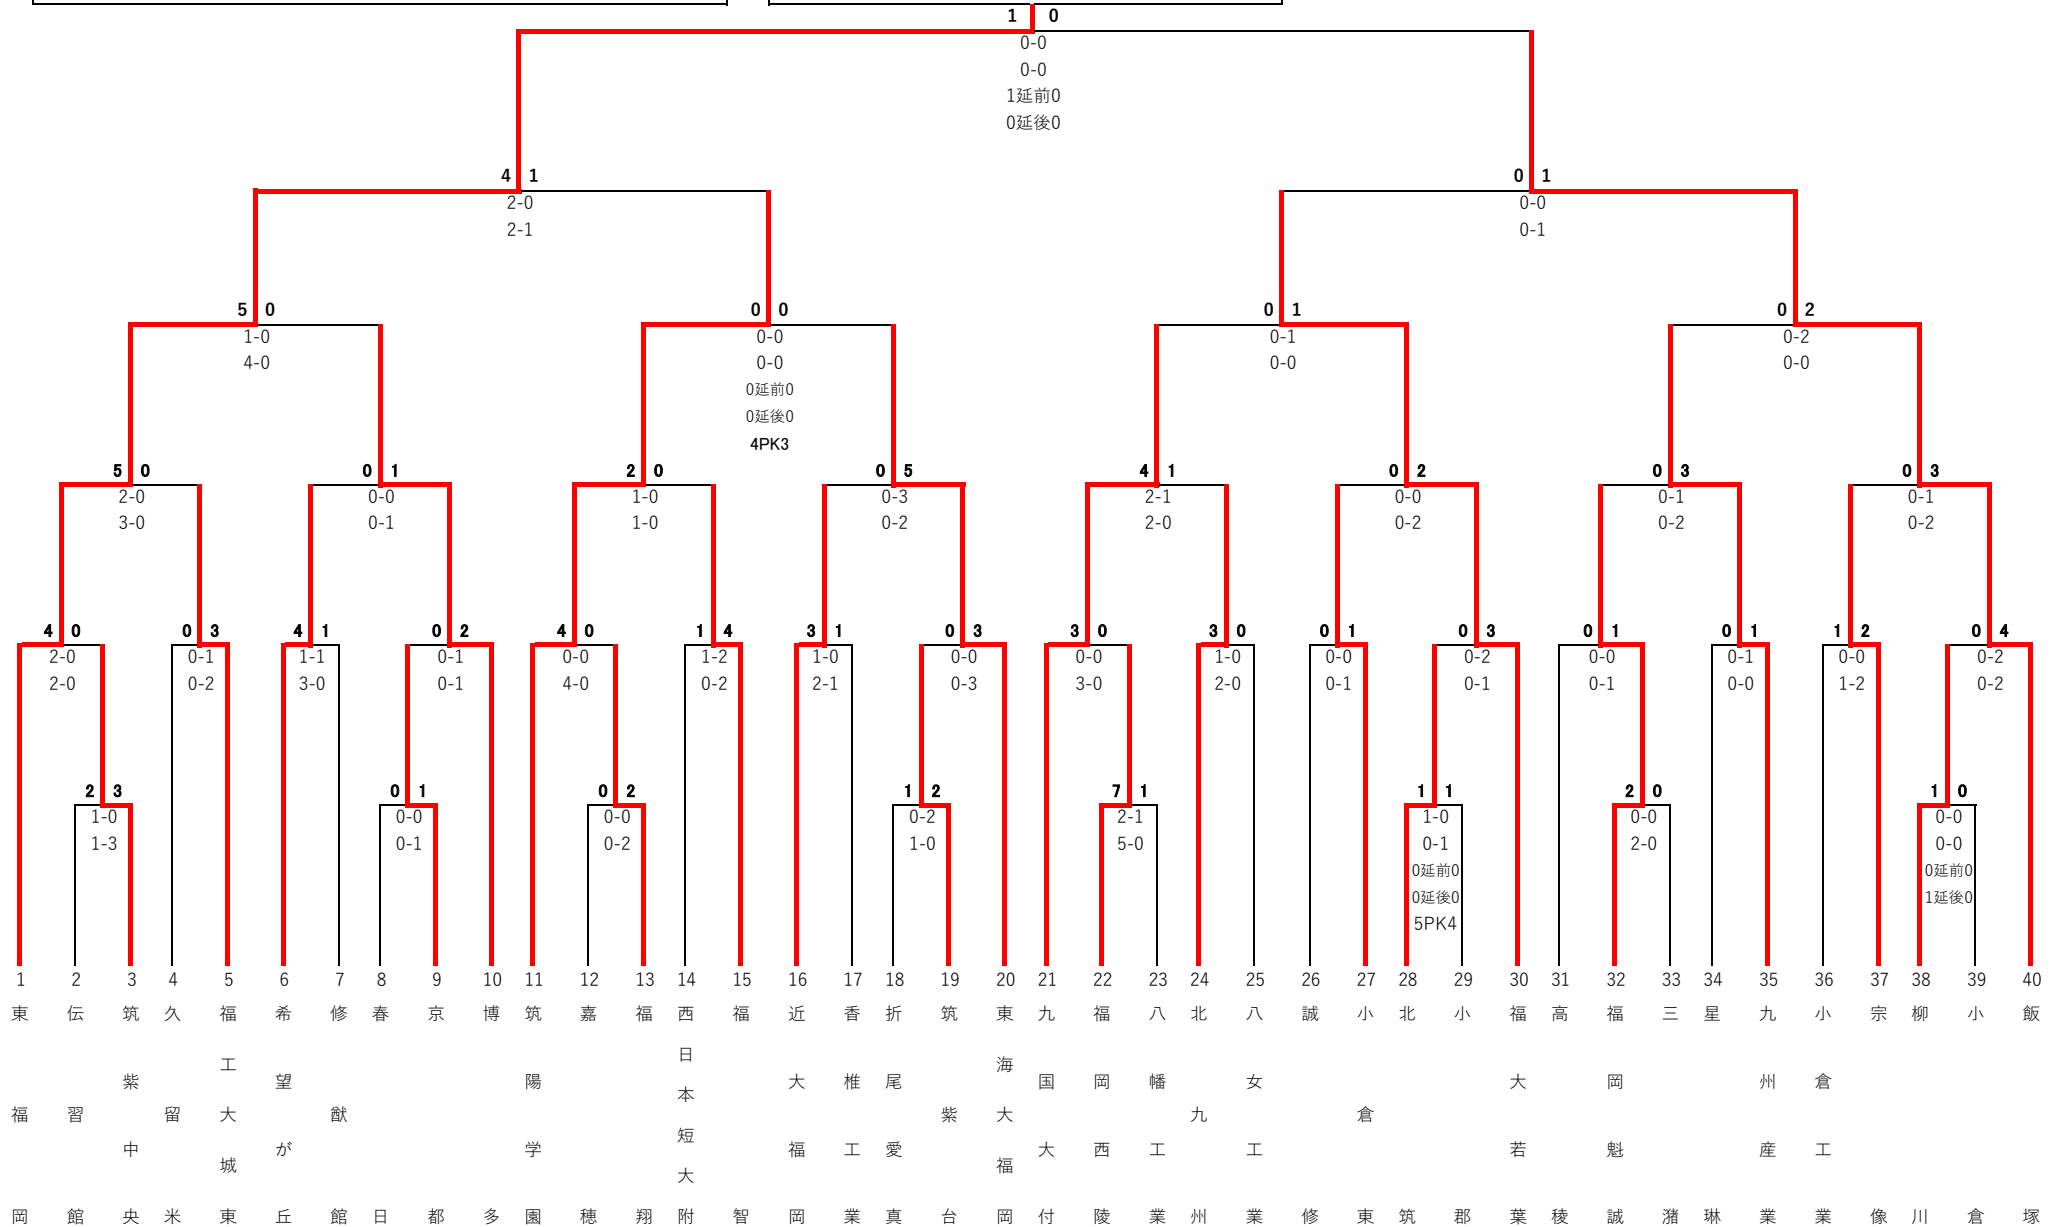 1 0
0-0
0-0
1延前0
0延後0
4 1
2-0
2-1
0 1
0-0
0-1
5 0
1-0
4-0
0 0
0-0
0-0
0延前0
0延後0
4PK3
0 1
0-1
0-0
0 2
0-2
0-0
5 0
2-0
3-0
0 1
0-0
0-1
2 0
1-0
1-0
0 5
0-3
0-2
4 1
2-1
2-0
0 2
0-0
0-2
0 3
0-1
0-2
0 3
0-1
0-2
4 0
2-0
2-0
0 3
0-1
0-2
4 1
1-1
3-0
0 2
0-1
0-1
4 0
0-0
4-0
1 4
1-2
0-2
3 1
1-0
2-1
0 3
0-0
0-3
3 0
0-0
3-0
3 0
1-0
2-0
0 1
0-0
0-1
0 3
0-2
0-1
0 1
0-0
0-1
0 1
0-1
0-0
1 2
0-0
1-2
0 4
0-2
0-2
2 3
1-0
1-3
0 1
0-0
0-1
0 2
0-0
0-2
1 2
0-2
1-0
7 1
2-1
5-0
1 1
1-0
0-1
0延前0
0延後0
5PK4
2 0
0-0
2-0
1 0
0-0
0-0
0延前0
1延後0
1 東福岡
2 伝習館
3 筑紫中央
4 久留米
5 福工大城東
6 希望が丘
7 修猷館
8 春日
9 京都
10 博多
11 筑陽学園
12 嘉穂
13 福翔
14 西日本短大附
15 福智
16 近大福岡
17 香椎工業
18 折尾愛真
19 筑紫台
20 東海大福岡
21 九国大付
22 福岡西陵
23 八幡工業
24 北九州
25 八女工業
26 誠修
27 小倉東
28 北筑
29 小郡
30 福大若葉
31 高稜
32 福岡魁誠
33 三潴
34 星琳
35 九州産業
36 小倉工業
37 宗像
38 柳川
39 小倉
40 飯塚